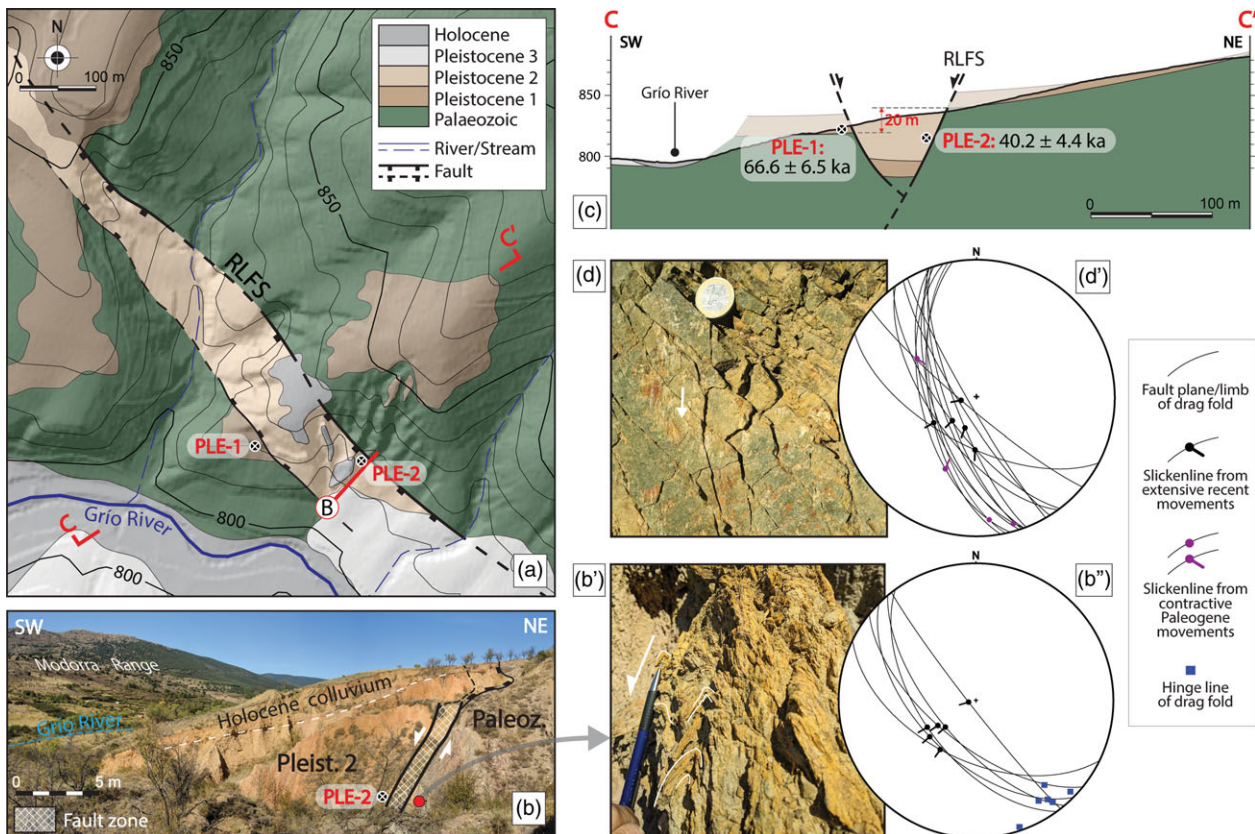 N
0 100 m
850
Holocene
Pleistocene 3
Pleistocene 2
Pleistocene 1
Palaeozoic
River/Stream
Fault
850
C'
RLFS
PLE-1
PLE-2
B
800
Grío River
C
800
(a)
C
C'
SW
NE
RLFS
850
800
Grío River
20 m
PLE-1:
66.6 ± 6.5 ka
PLE-2: 40.2 ± 4.4 ka
0 100 m
(c)
(d)
N
(d')
Fault plane/limb
of drag fold
Slickenline from
extensive recent
movements
Slickenline from
contractive
Paleogene
movements
Hinge line
of drag fold
SW
NE
Modorra Range
Grío River
Holocene colluvium
Paleoz.
Pleist. 2
0 5 m
PLE-2
Fault zone
(b)
(b')
N
(b'')